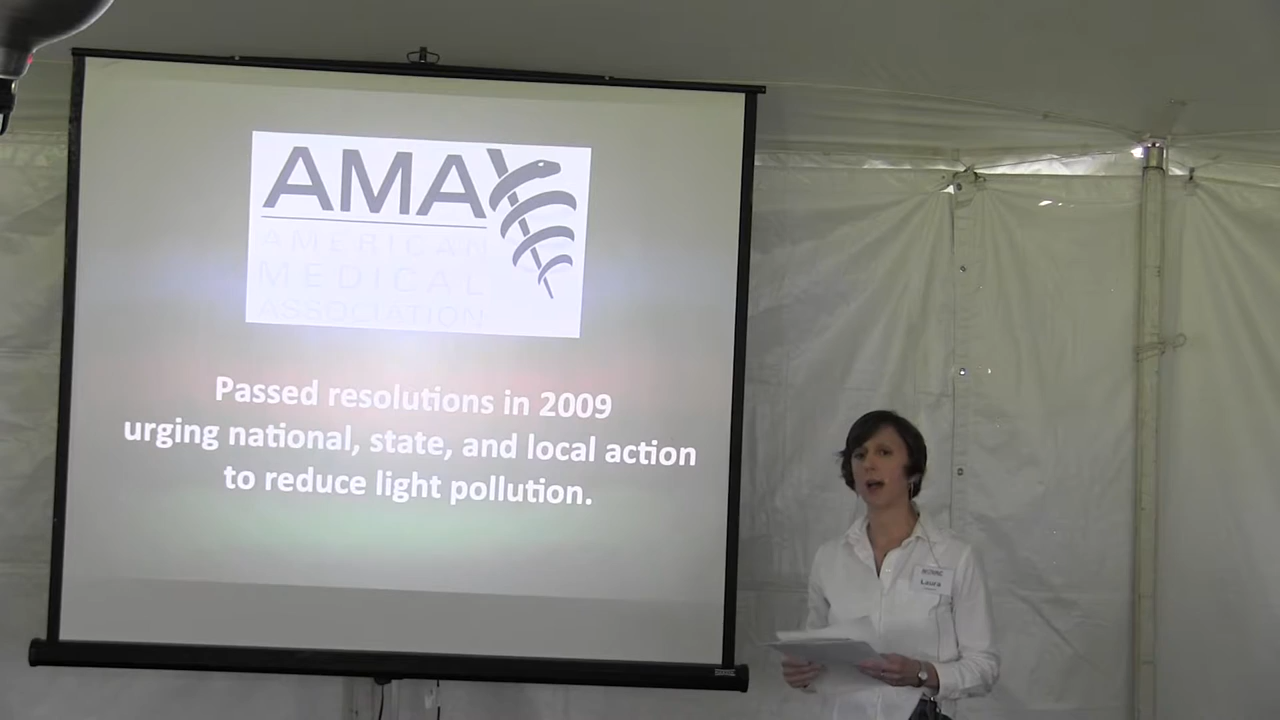 AMA
AMERICAN
MEDICAL
ASSOCIATION
Passed resolutions in 2009
urging national, state, and local action
to reduce light pollution.
Laura